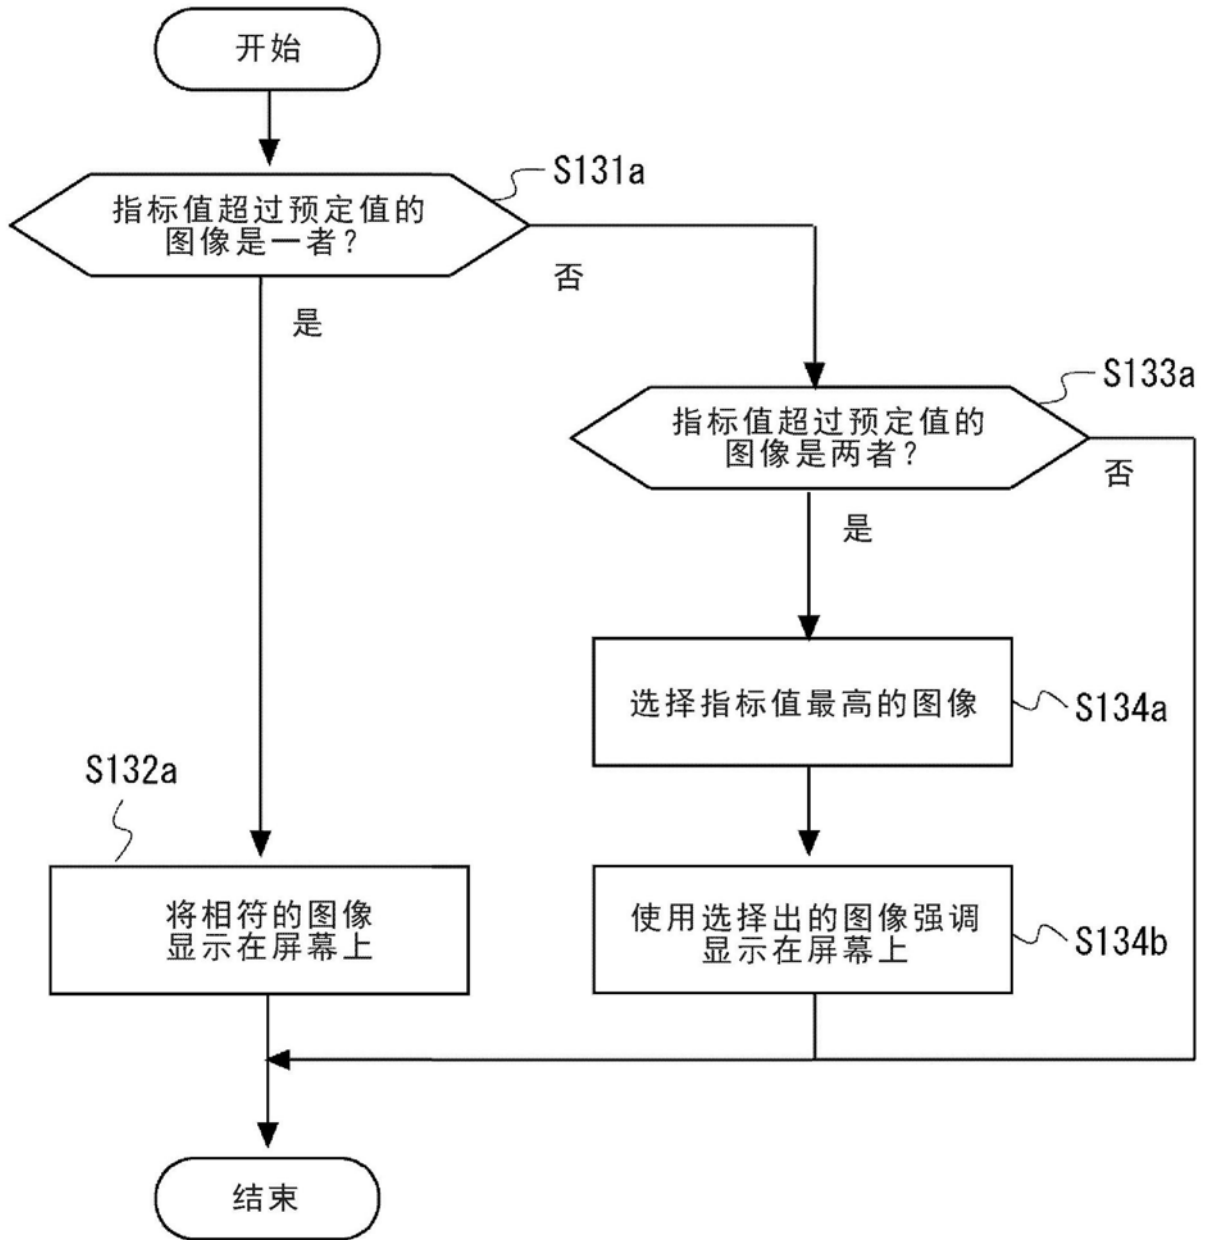 开始
S131a
指标值超过预定值的
图像是一者？
否
是
S133a
指标值超过预定值的
图像是两者？
否
是
选择指标值最高的图像
S134a
S132a
将相符的图像
显示在屏幕上
使用选择出的图像强调
显示在屏幕上
S134b
结束